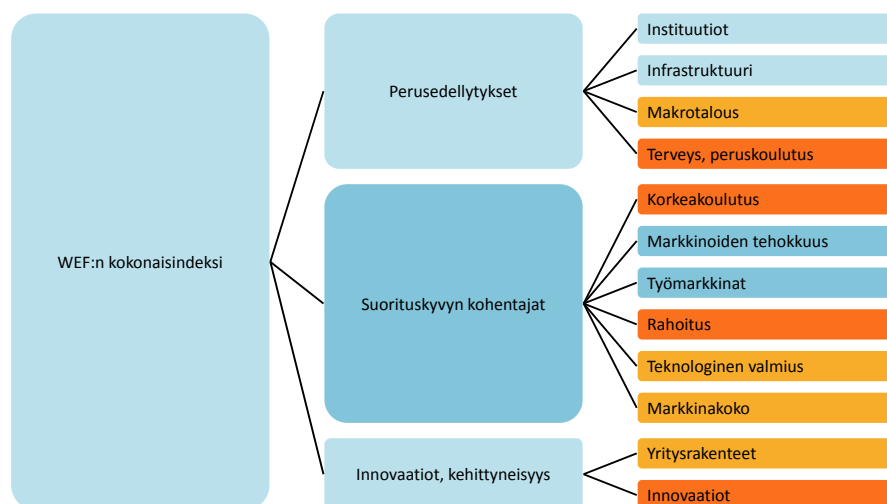 WEF:n kokonaisindeksi
Perusedellytykset
Instituutiot
Infrastruktuuri
Makrotalous
Terveys, peruskoulutus
Suorituskyvyn kohentajat
Korkeakoulutus
Markkinoiden tehokkuus
Työmarkkinat
Rahoitus
Teknologinen valmius
Markkinakoko
Innovaatiot, kehittyneisyys
Yritysrakenteet
Innovaatiot